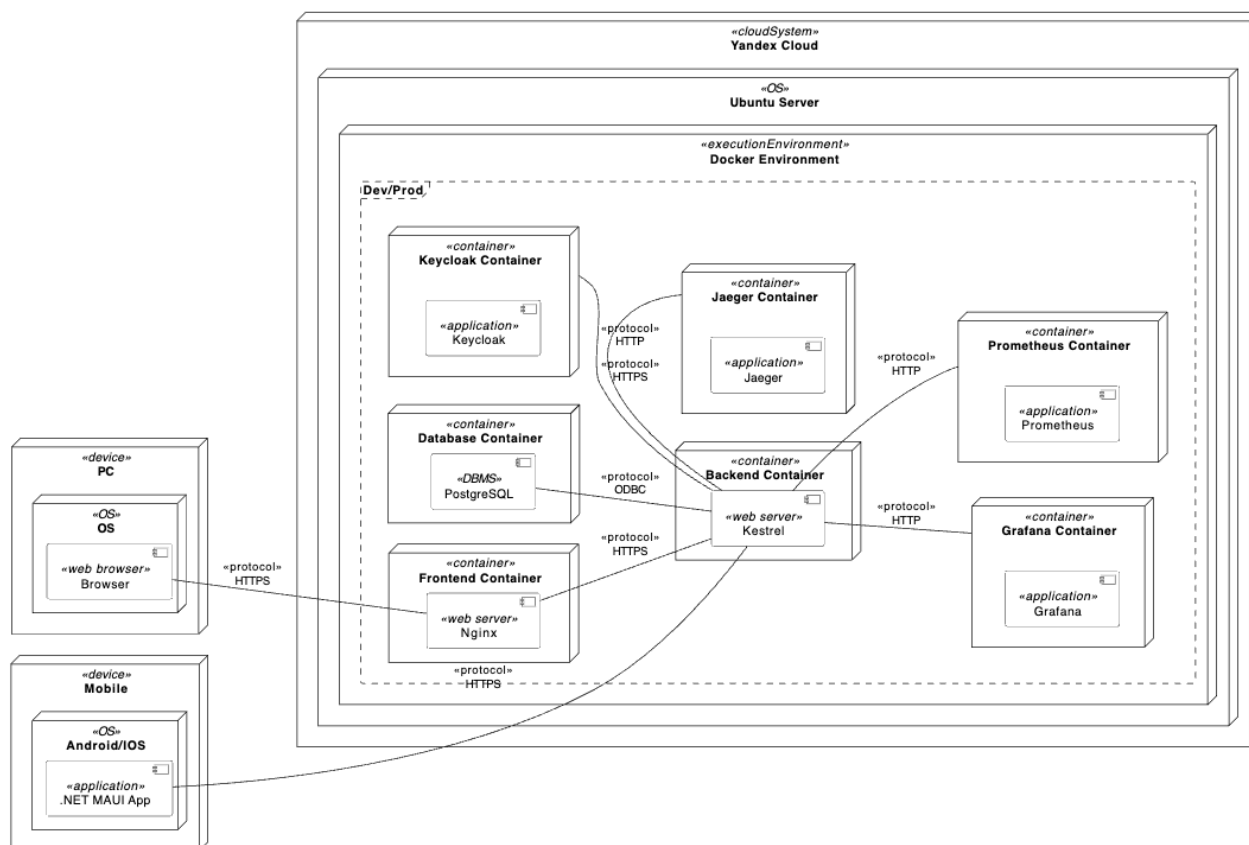 «cloudSystem»
Yandex Cloud
«OS»
Ubuntu Server
«executionEnvironment»
Docker Environment
Dev/Prod
«container»
Keycloak Container
«application»
Keycloak
«container»
Jaeger Container
«application»
Jaeger
«protocol»
HTTP
«protocol»
HTTPS
«container»
Prometheus Container
«application»
Prometheus
«protocol»
HTTP
«container»
Database Container
«DBMS»
PostgreSQL
«protocol»
ODBC
«container»
Backend Container
«web server»
Kestrel
«protocol»
HTTP
«container»
Grafana Container
«application»
Grafana
«device»
PC
«OS»
OS
«web browser»
Browser
«protocol»
HTTPS
«container»
Frontend Container
«web server»
Nginx
«protocol»
HTTPS
«protocol»
HTTPS
«device»
Mobile
«OS»
Android/IOS
«application»
.NET MAUI App